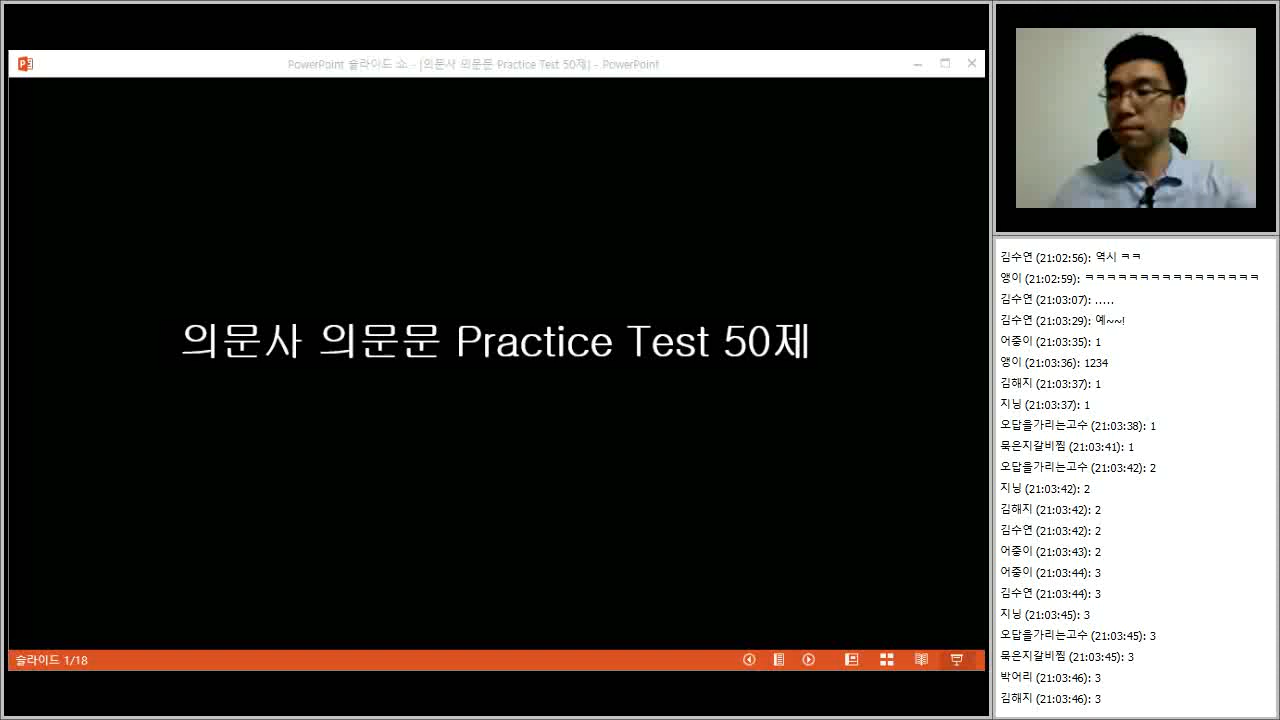 PowerPoint 슬라이드 쇼 - [의문사 의문문 Practice Test 50제] - PowerPoint
의문사 의문문 Practice Test 50제
슬라이드 1/18
김수연 (21:02:56): 역시 ㅋㅋ
앵이 (21:02:59): ㅋㅋㅋㅋㅋㅋㅋㅋㅋㅋㅋㅋㅋㅋㅋㅋ
김수연 (21:03:07): .....
김수연 (21:03:29): 예~~!
어중이 (21:03:35): 1
앵이 (21:03:36): 1234
김해지 (21:03:37): 1
지닝 (21:03:37): 1
오답을가리는고수 (21:03:38): 1
묵은지갈비찜 (21:03:41): 1
오답을가리는고수 (21:03:42): 2
지닝 (21:03:42): 2
김해지 (21:03:42): 2
김수연 (21:03:42): 2
어중이 (21:03:43): 2
어중이 (21:03:44): 3
김수연 (21:03:44): 3
지닝 (21:03:45): 3
오답을가리는고수 (21:03:45): 3
묵은지갈비찜 (21:03:45): 3
박어리 (21:03:46): 3
김해지 (21:03:46): 3